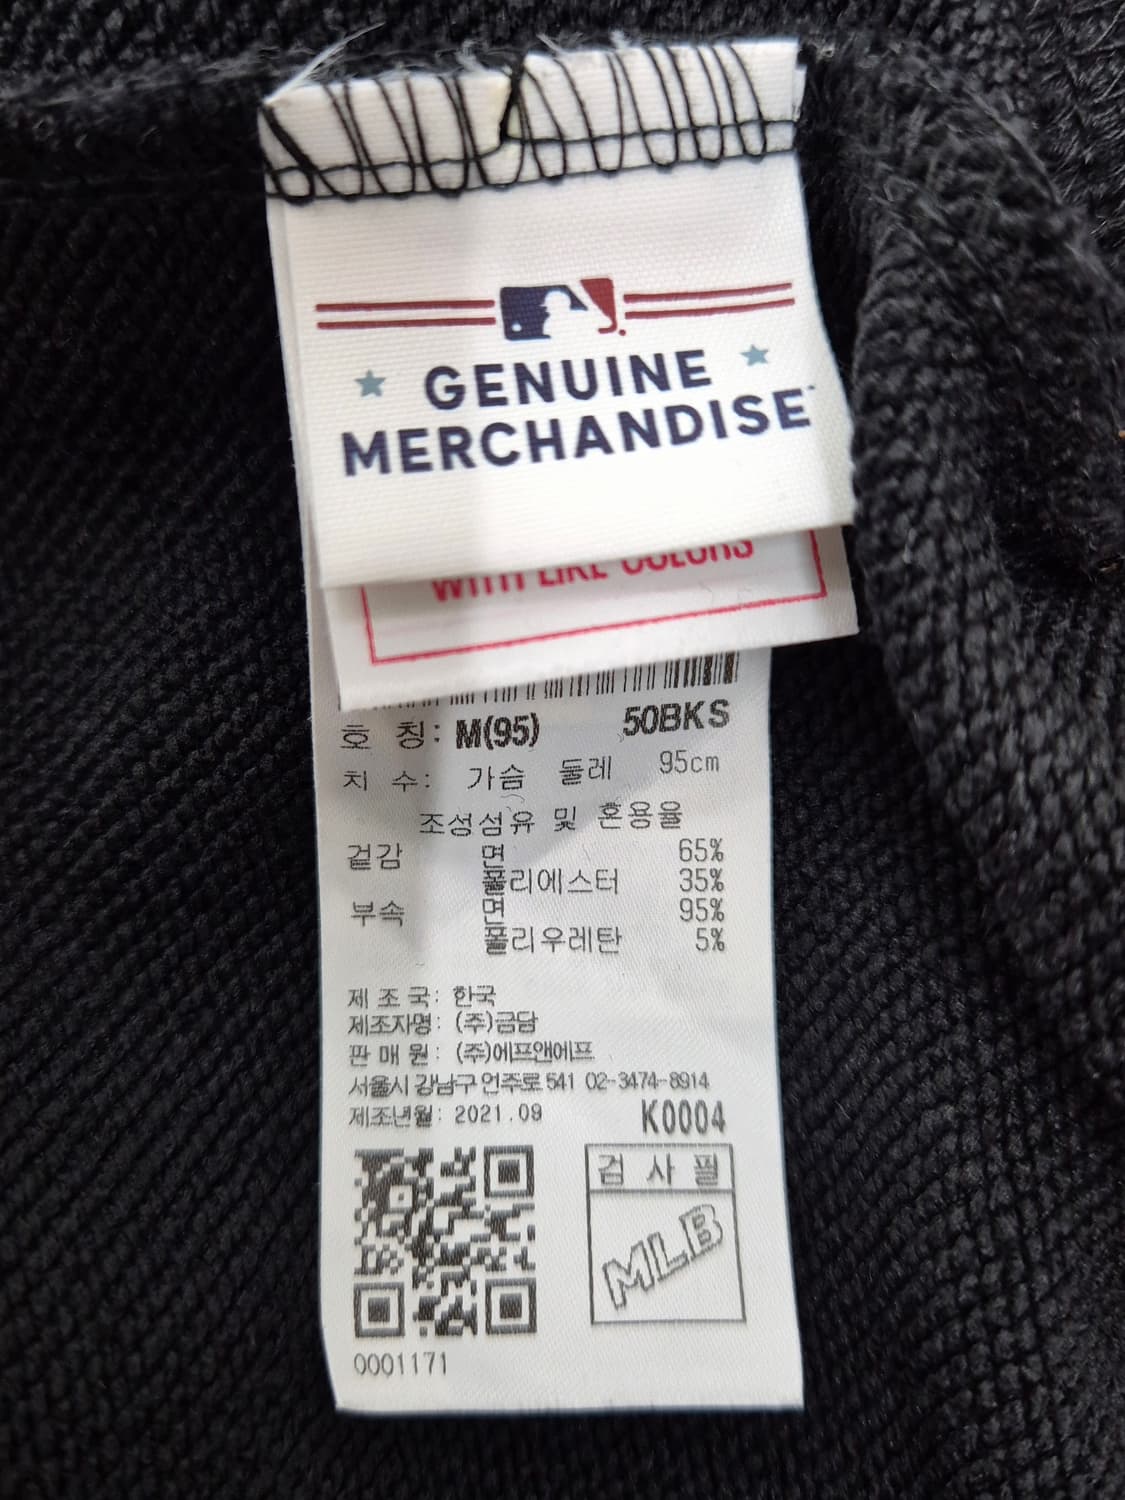 GENUINE
MERCHANDISE™
WITH LIKE COLORS
호 칭: M(95) 50BKS
치 수: 가슴 둘레 95cm
조성섬유 및 혼용율
겉감 면 65%
폴리에스터 35%
부속 면 95%
폴리우레탄 5%
제 조 국: 한국
제조자명: (주)금담
판 매 원: (주)에프앤에프
서울시 강남구 언주로 541 02-3474-8914
제조년월: 2021.09 K0004
검 사 필
MLB
0001171